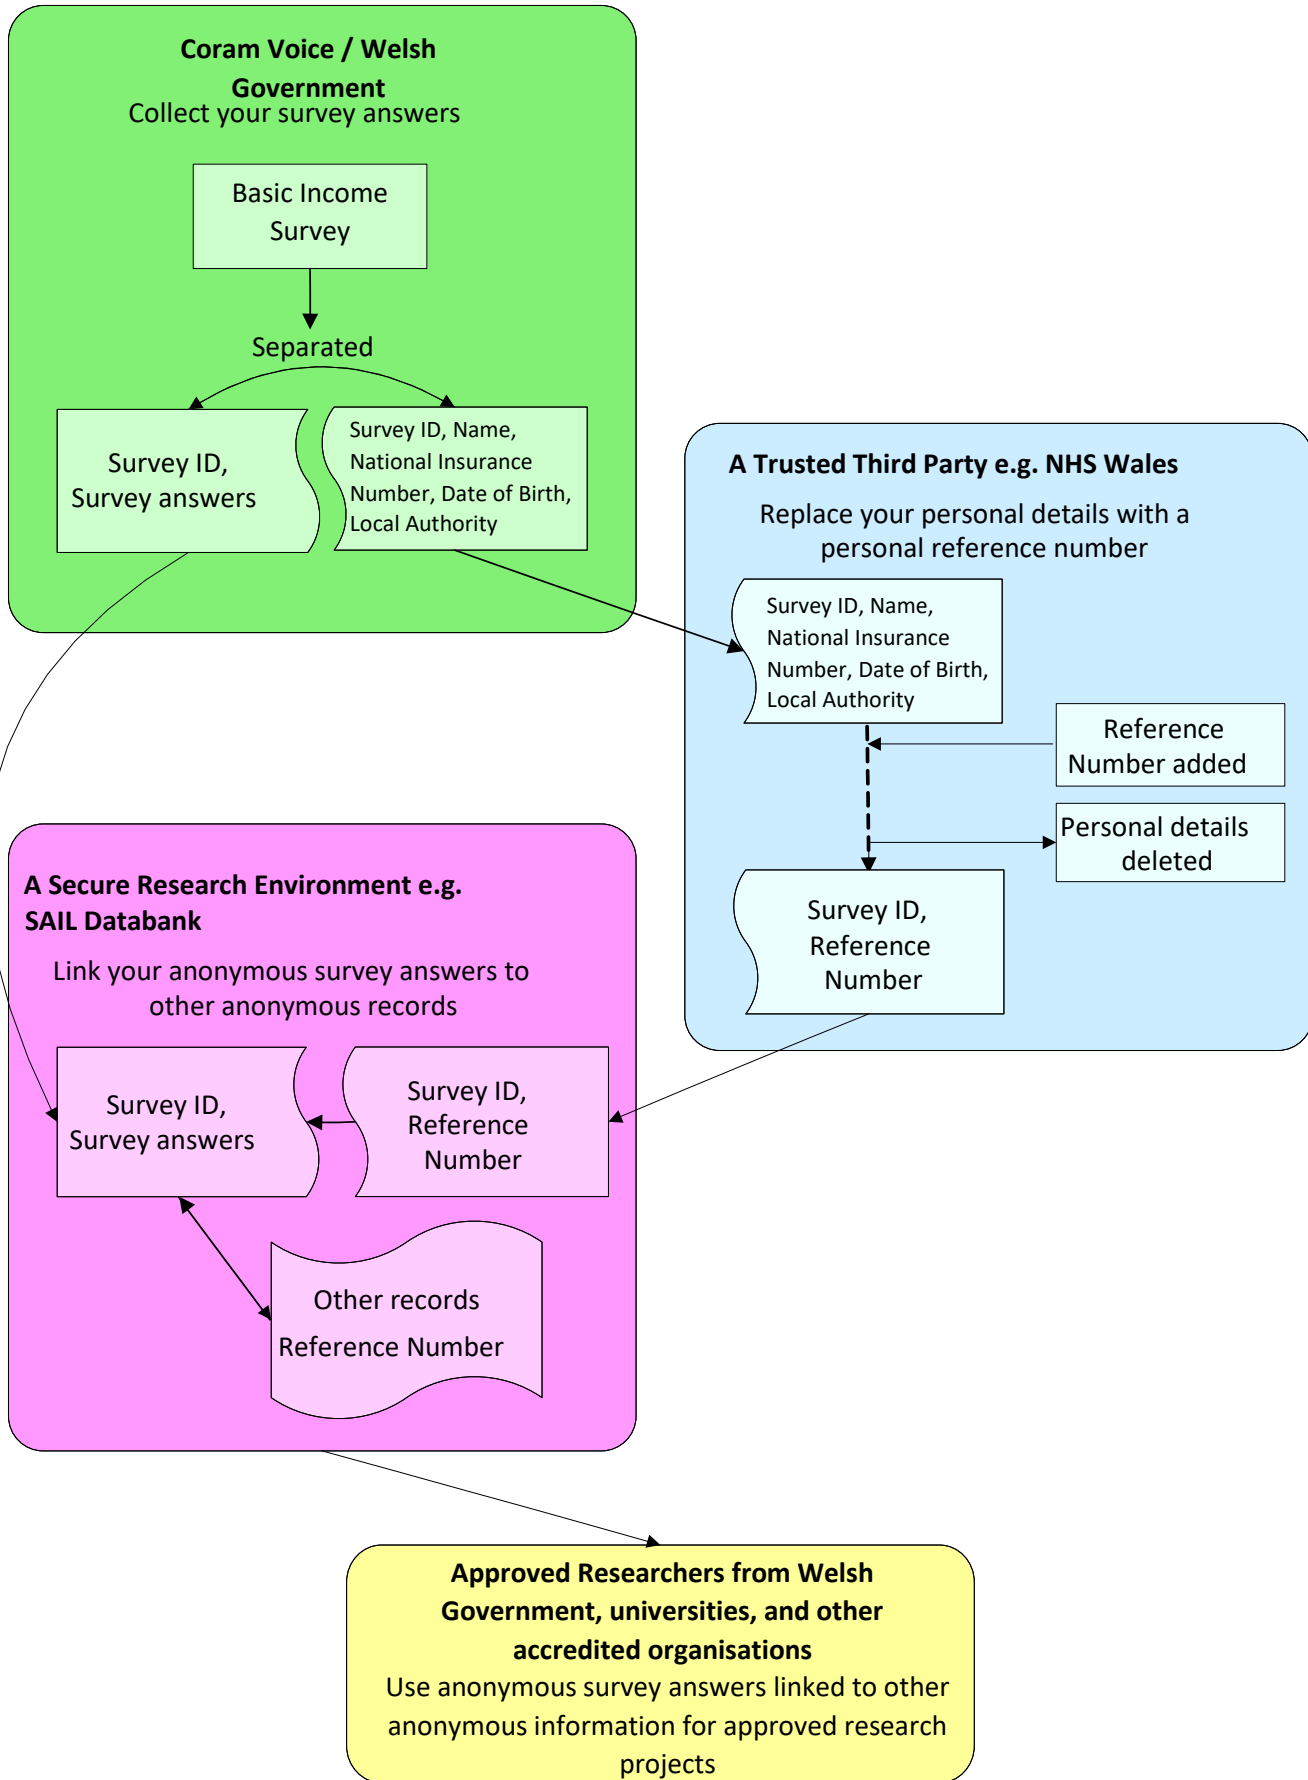 Coram Voice / Welsh
Government
Collect your survey answers
Basic Income
Survey
Separated
Survey ID,
Survey answers
Survey ID, Name,
National Insurance
Number, Date of Birth,
Local Authority
A Trusted Third Party e.g. NHS Wales
Replace your personal details with a
personal reference number
Survey ID, Name,
National Insurance
Number, Date of Birth,
Local Authority
Reference
Number added
Personal details
deleted
Survey ID,
Reference
Number
A Secure Research Environment e.g.
SAIL Databank
Link your anonymous survey answers to
other anonymous records
Survey ID,
Survey answers
Survey ID,
Reference
Number
Other records
Reference Number
Approved Researchers from Welsh
Government, universities, and other
accredited organisations
Use anonymous survey answers linked to other
anonymous information for approved research
projects